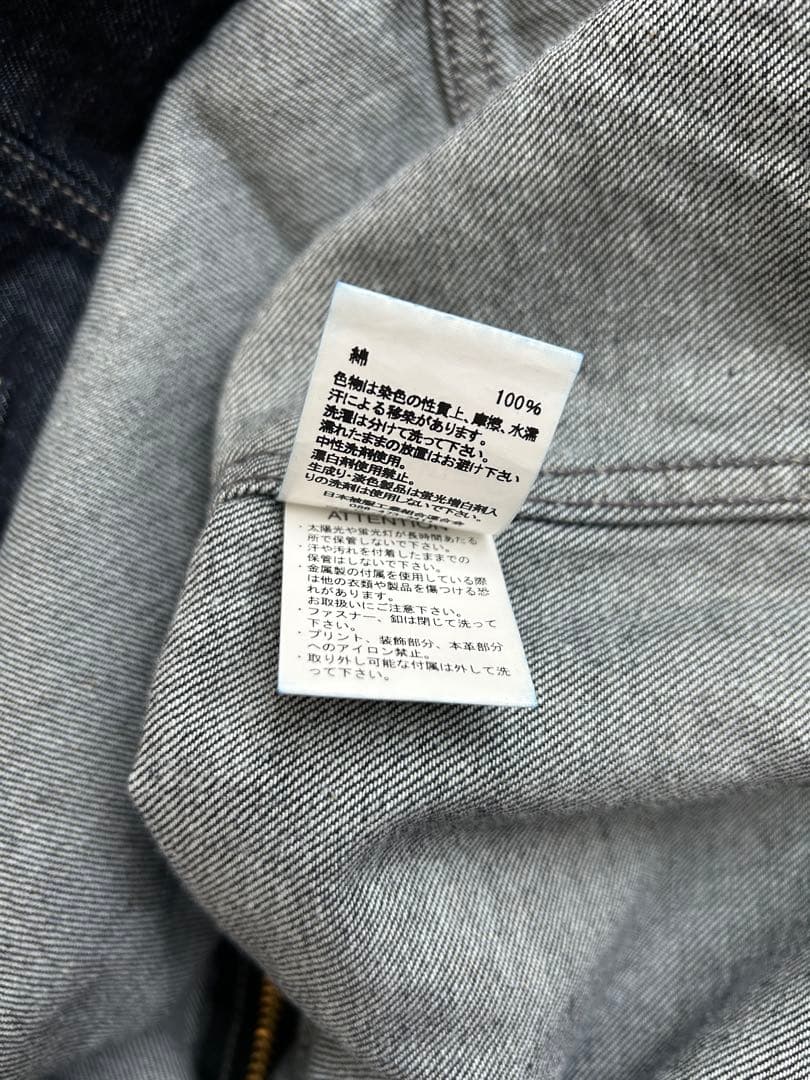 綿
100%
色物は染色の性質上、摩擦、水濡
汗による移染があります。
洗濯は分けて洗って下さい。
濡れたままの放置はお避け下さい
中性洗剤使用。
漂白剤使用禁止。
生成り・淡色製品は蛍光増白剤入
りの洗剤は使用しないで下さい。
日本被服工業組合連合会
ATTENTION
・太陽光や蛍光灯が長時間あたる
所で保管しないで下さい。
・汗や汚れを付着したままでの
保管はしないで下さい。
・金属製の付属を使用している際
は他の衣類や製品を傷つける恐
れがあります。
お取扱いにご注意下さい。
・ファスナー、釦は閉じて洗って
下さい。
・プリント、装飾部分、本革部分
へのアイロン禁止。
・取り外し可能な付属は外して洗
って下さい。